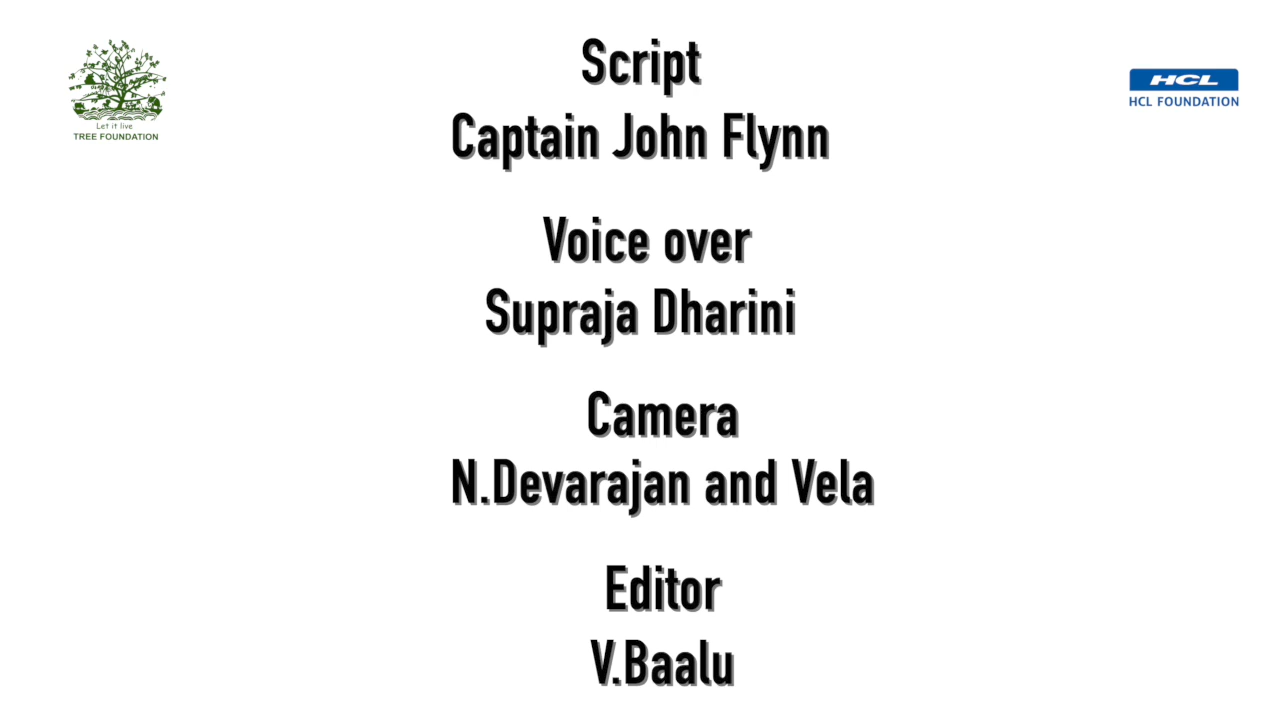 Script
Captain John Flynn
Voice over
Supraja Dharini
Camera
N.Devarajan and Vela
Editor
V.Baalu
Let it live
TREE FOUNDATION
HCL
HCL FOUNDATION